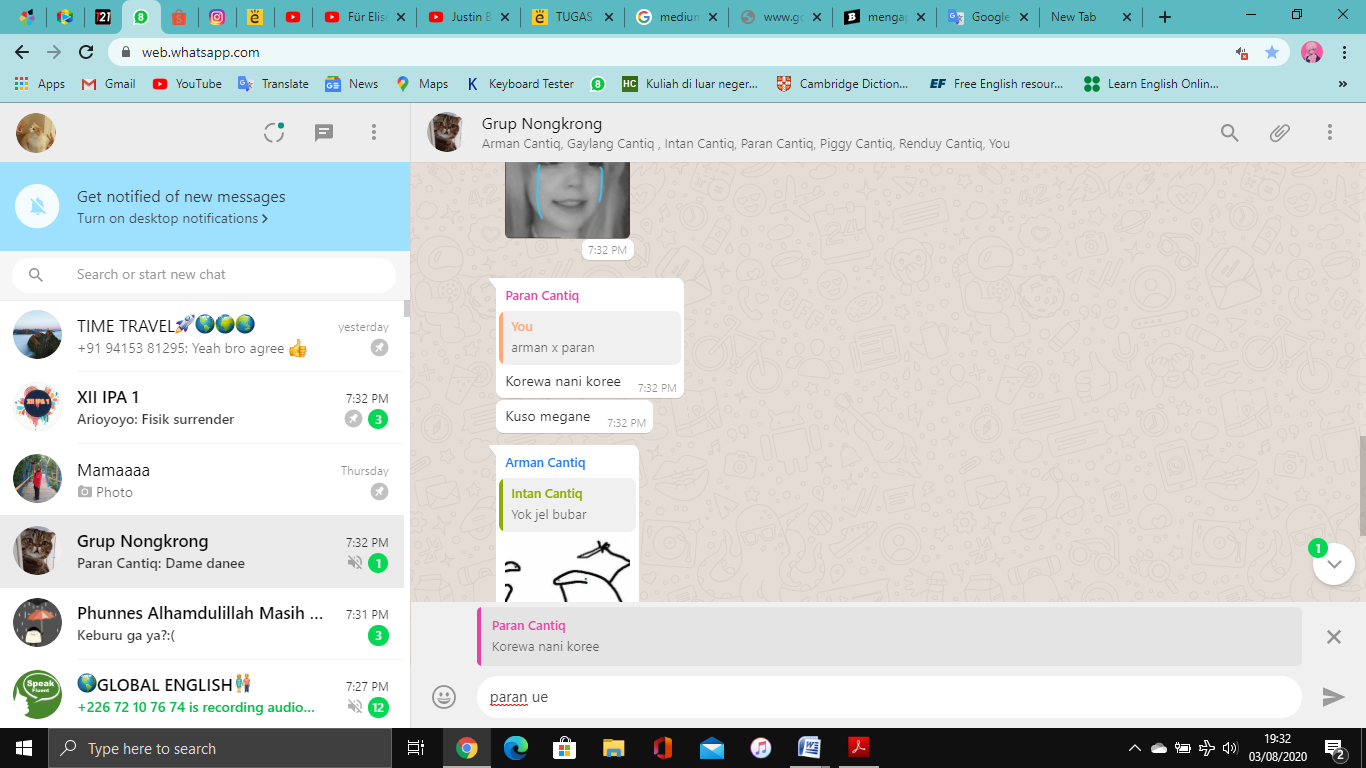 Für Elise
Justin B
TUGAS
medium
www.go
menga
Google
New Tab
web.whatsapp.com
Apps
Gmail
YouTube
Translate
News
Maps
Keyboard Tester
Kuliah di luar neger...
Cambridge Diction...
Free English resour...
Learn English Onlin...
Get notified of new messages
Turn on desktop notifications
Search or start new chat
TIME TRAVEL🚀🌎🌍🌏
yesterday
+91 94153 81295: Yeah bro agree 👍
XII IPA 1
7:32 PM
Arioyoyo: Fisik surrender
3
Mamaaaa
Thursday
Photo
Grup Nongkrong
7:32 PM
Paran Cantiq: Dame danee
1
Phunnes Alhamdulillah Masih ...
7:31 PM
Keburu ga ya?:(
3
Speak
Fluent
🌎GLOBAL ENGLISH👫
7:27 PM
+226 72 10 76 74 is recording audio...
12
Grup Nongkrong
Arman Cantiq, Gaylang Cantiq , Intan Cantiq, Paran Cantiq, Piggy Cantiq, Renduy Cantiq, You
7:32 PM
Paran Cantiq
You
arman x paran
Korewa nani koree
7:32 PM
Kuso megane
7:32 PM
Arman Cantiq
Intan Cantiq
Yok jel bubar
1
Paran Cantiq
Korewa nani koree
paran ue
Type here to search
19:32
03/08/2020
2